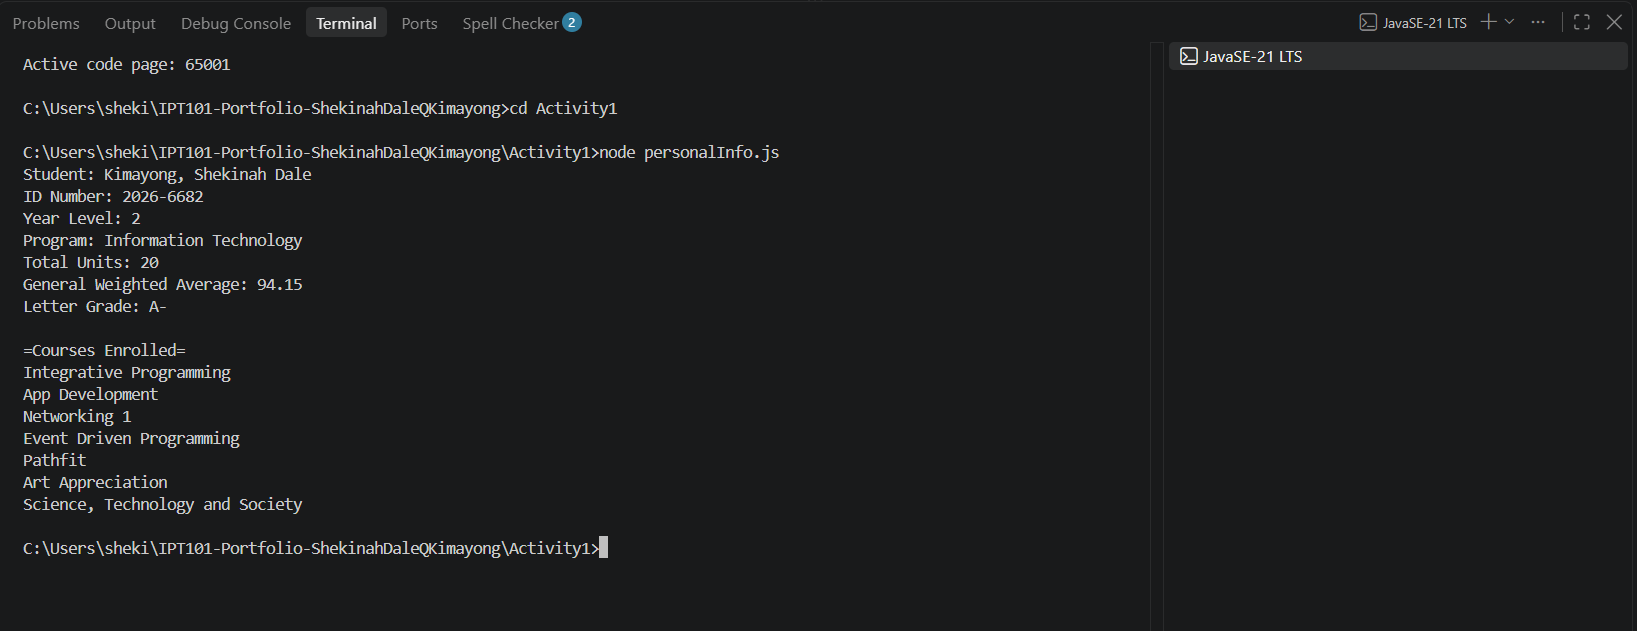 Problems Output Debug Console Terminal Ports Spell Checker 2 JavaSE-21 LTS
JavaSE-21 LTS
Active code page: 65001
C:\Users\sheki\IPT101-Portfolio-ShekinahDaleQKimayong>cd Activity1
C:\Users\sheki\IPT101-Portfolio-ShekinahDaleQKimayong\Activity1>node personalInfo.js
Student: Kimayong, Shekinah Dale
ID Number: 2026-6682
Year Level: 2
Program: Information Technology
Total Units: 20
General Weighted Average: 94.15
Letter Grade: A-
=Courses Enrolled=
Integrative Programming
App Development
Networking 1
Event Driven Programming
Pathfit
Art Appreciation
Science, Technology and Society
C:\Users\sheki\IPT101-Portfolio-ShekinahDaleQKimayong\Activity1>